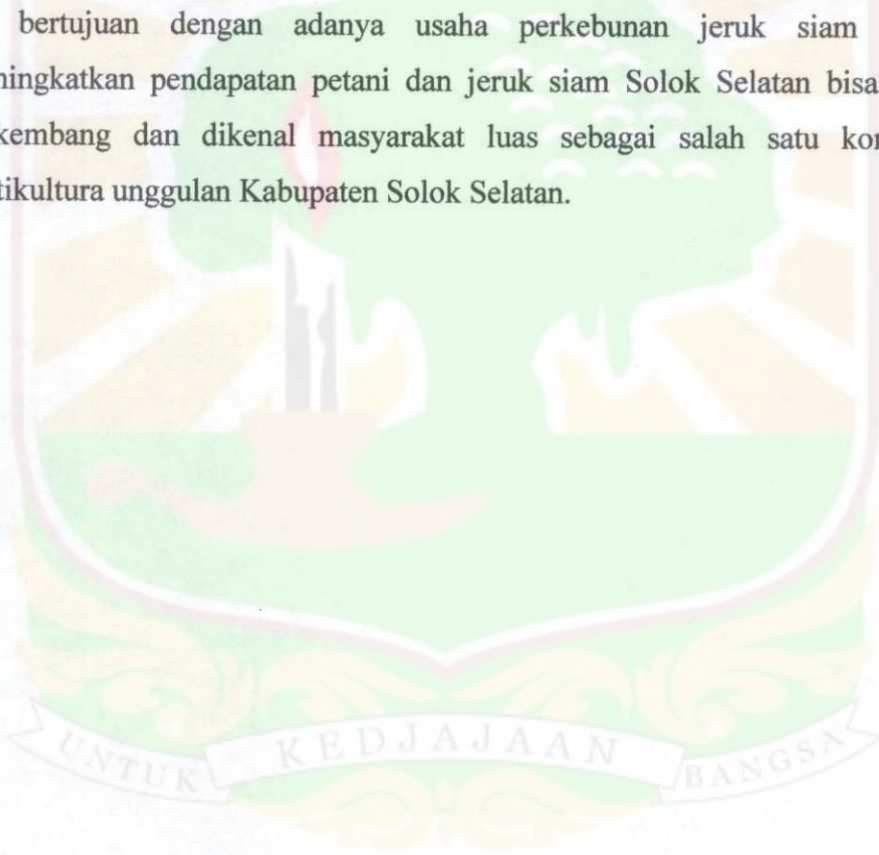 bertujuan dengan adanya usaha perkebunan jeruk siam
ningkatkan pendapatan petani dan jeruk siam Solok Selatan bisa
kembang dan dikenal masyarakat luas sebagai salah satu kor
tikultura unggulan Kabupaten Solok Selatan.
UNTUK KEDJAJAAN BANGSA